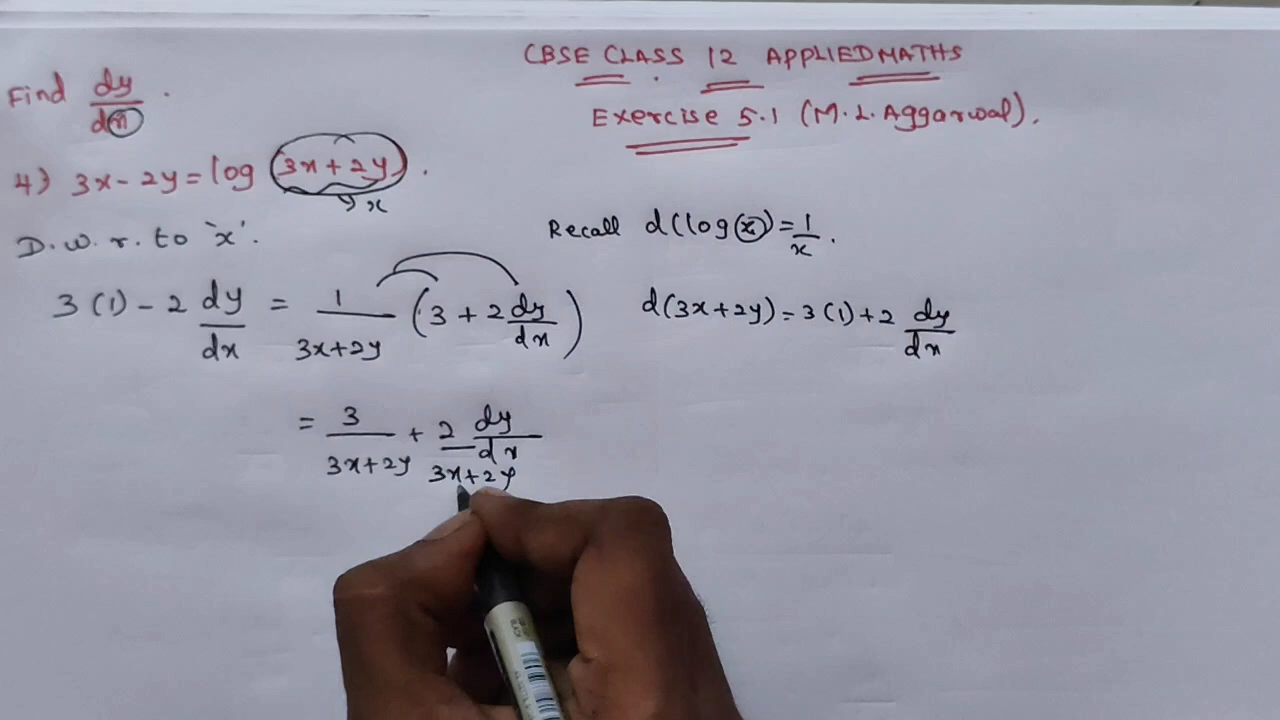 CBSE CLASS 12 APPLIED MATHS
Exercise 5.1 (M.L.Aggarwal).
Find dy/dx.
4) 3x-2y=log (3x+2y).
x
D.w.r.to 'x'.
Recall d(log(x)=1/x.
3(1)-2 dy/dx = 1/3x+2y (3+2 dy/dx)
d(3x+2y)=3(1)+2 dy/dx
= 3/3x+2y + 2/3x+2y dy/dx